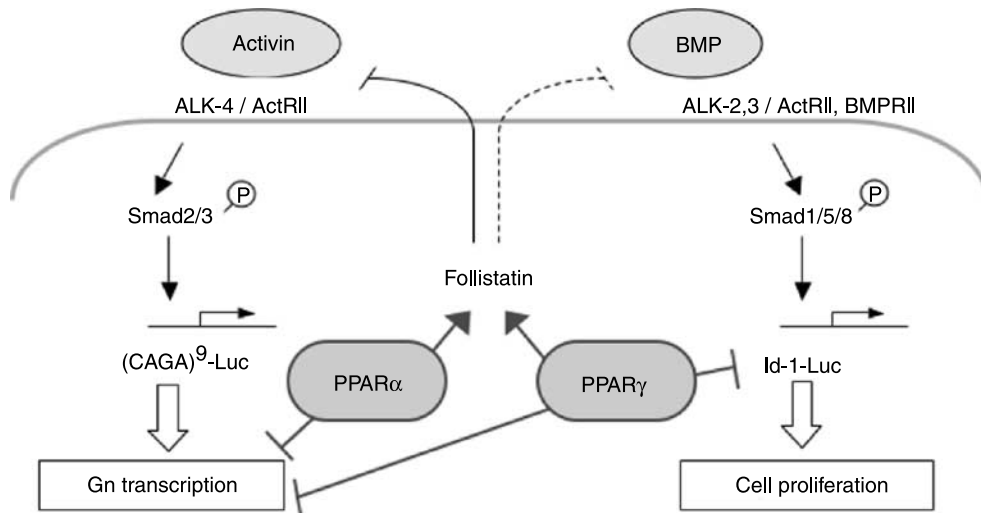 Activin
BMP
ALK-4 / ActRII
ALK-2,3 / ActRII, BMPRII
P
P
Smad2/3
Smad1/5/8
Follistatin
(CAGA)⁹-Luc
PPARα
PPARγ
Id-1-Luc
Gn transcription
Cell proliferation